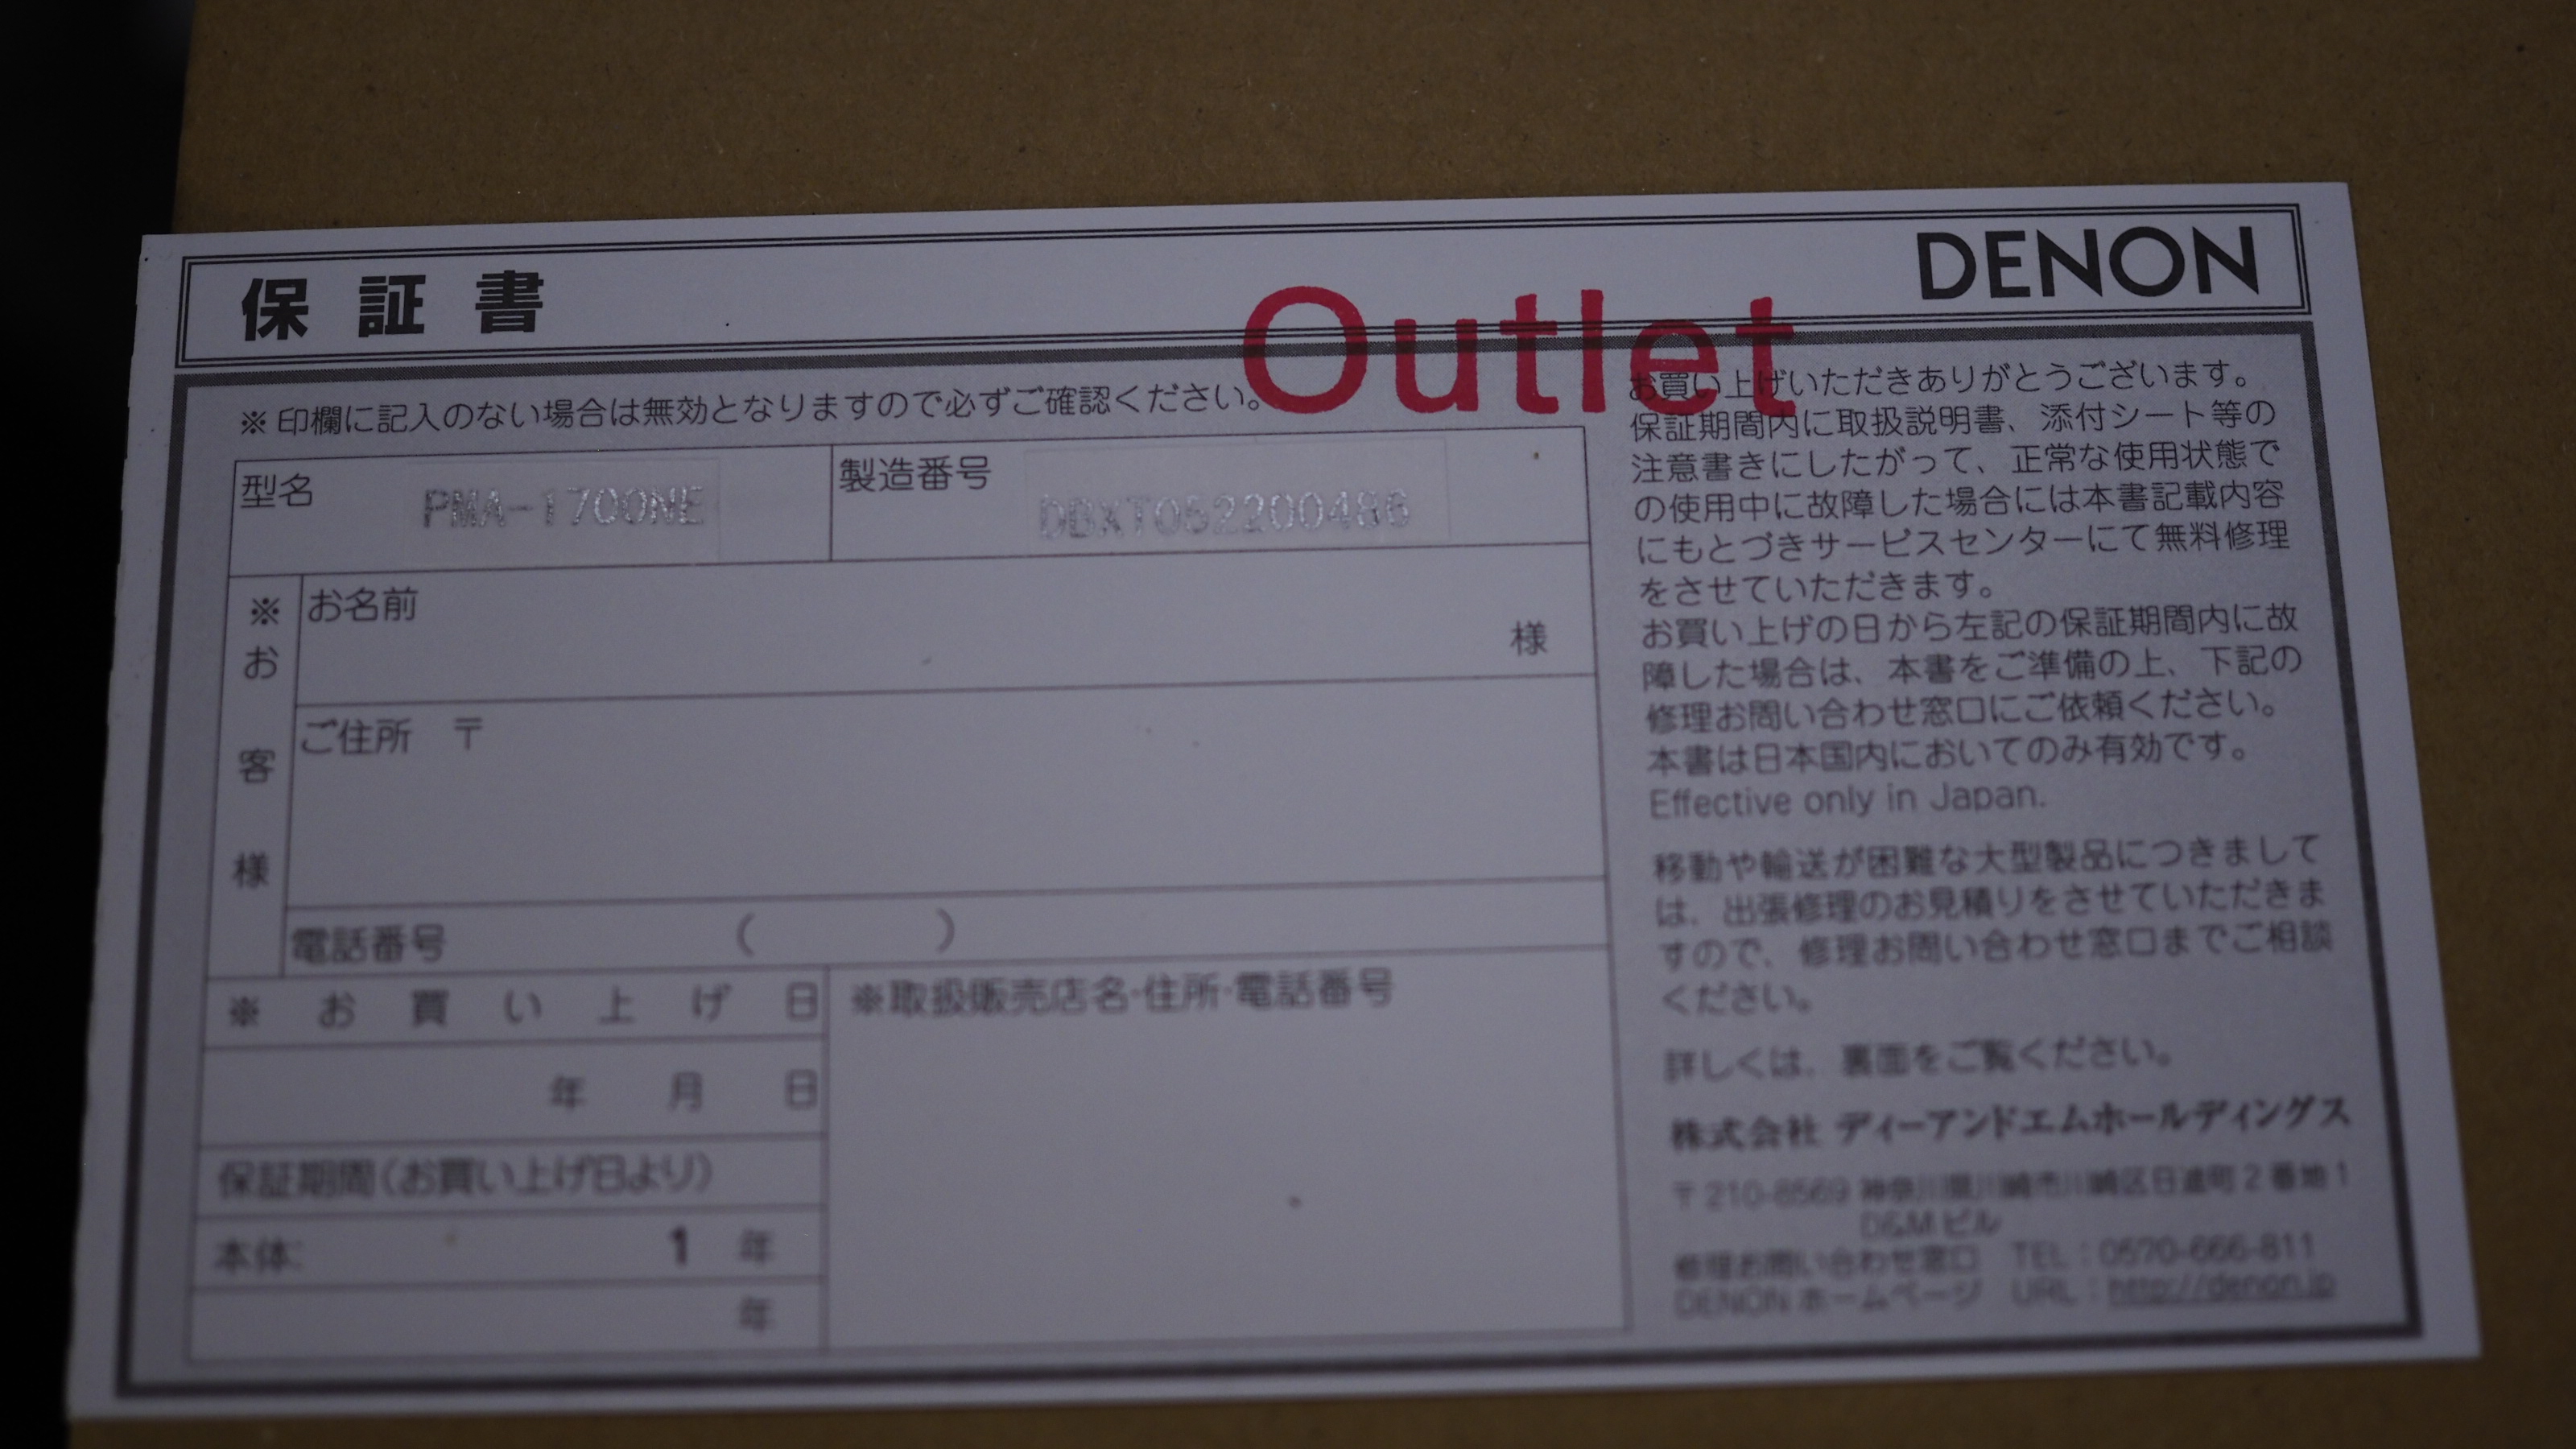 保証書
DENON
Outlet
※印欄に記入のない場合は無効となりますので必ずご確認ください。
型名 PMA-1700NE
製造番号 DBXT052200486
※お客様
お名前 様
ご住所 〒
電話番号 ( )
※お買い上げ日
年 月 日
保証期間(お買い上げ日より)
本体: 1 年
年
※取扱販売店名・住所・電話番号
お買い上げいただきありがとうございます。
保証期間内に取扱説明書、添付シート等の
注意書きにしたがって、正常な使用状態で
の使用中に故障した場合には本書記載内容
にもとづきサービスセンターにて無料修理
をさせていただきます。
お買い上げの日から左記の保証期間内に故
障した場合は、本書をご準備の上、下記の
修理お問い合わせ窓口にご依頼ください。
本書は日本国内においてのみ有効です。
Effective only in Japan.
移動や輸送が困難な大型製品につきまして
は、出張修理のお見積りをさせていただきま
すので、修理お問い合わせ窓口までご相談
ください。
詳しくは、裏面をご覧ください。
株式会社 ディーアンドエムホールディングス
〒210-8569 神奈川県川崎市川崎区日進町2番地1
D&Mビル
修理お問い合わせ窓口 TEL：0570-666-811
DENON ホームページ URL：http://denon.jp